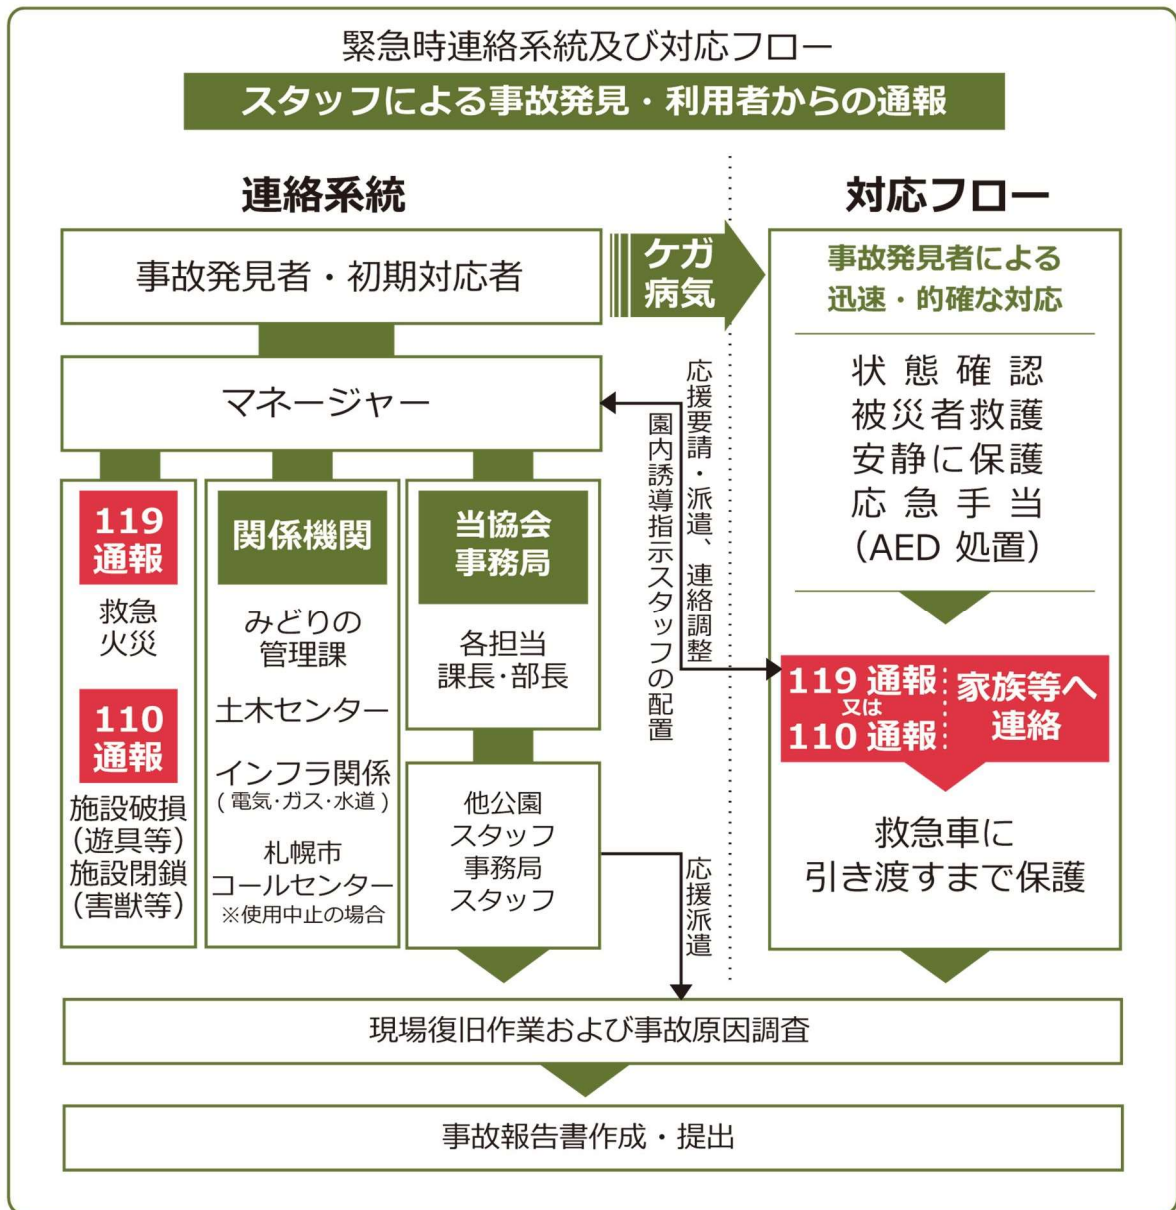 緊急時連絡系統及び対応フロー
スタッフによる事故発見・利用者からの通報
連絡系統
事故発見者・初期対応者
ケガ
病気
マネージャー
119
通報
救急
火災
110
通報
施設破損
(遊具等)
施設閉鎖
(害獣等)
関係機関
みどりの
管理課
土木センター
インフラ関係
(電気・ガス・水道)
札幌市
コールセンター
※使用中止の場合
当協会
事務局
各担当
課長・部長
他公園
スタッフ
事務局
スタッフ
応援要請・派遣、連絡調整
園内誘導指示スタッフの配置
応援派遣
対応フロー
事故発見者による
迅速・的確な対応
状態確認
被災者救護
安静に保護
応急手当
(AED 処置)
119 通報
又は
110 通報
家族等へ
連絡
救急車に
引き渡すまで保護
現場復旧作業および事故原因調査
事故報告書作成・提出